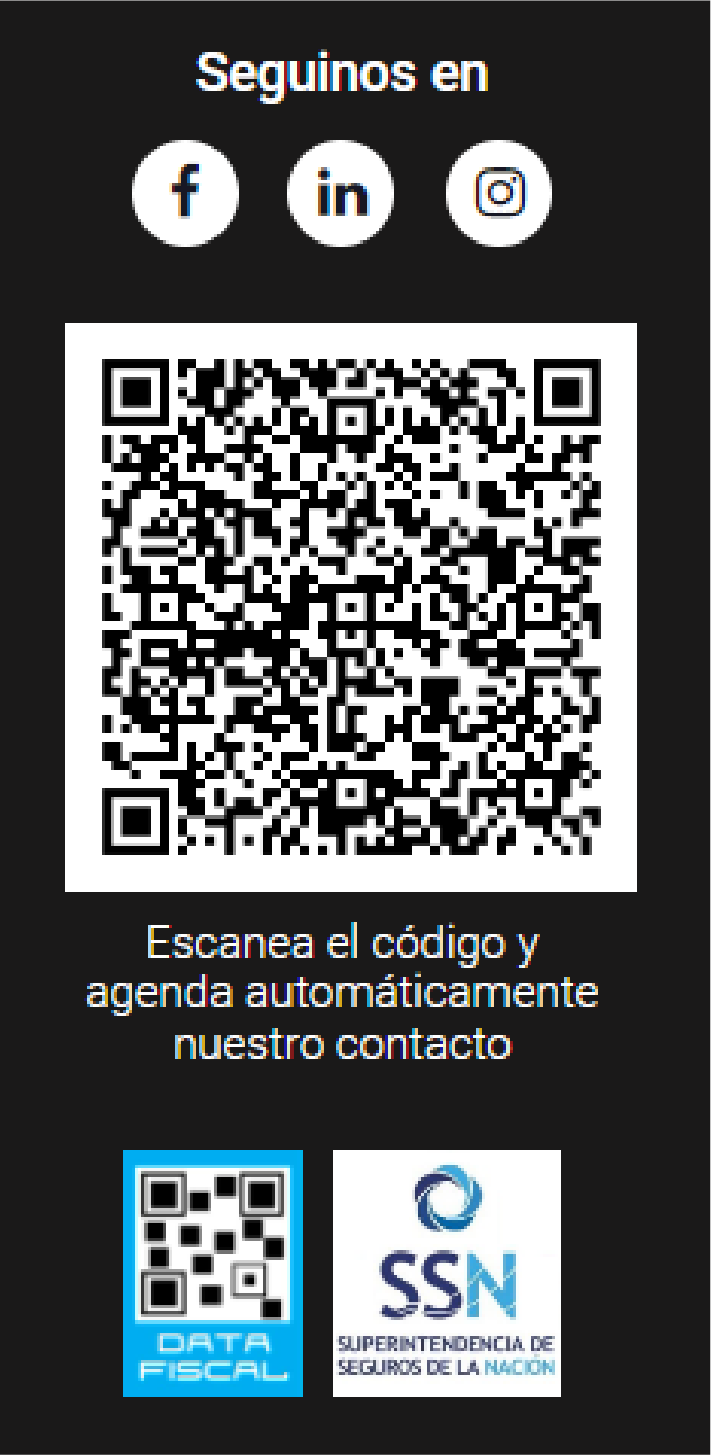 Seguinos en
f in
Escanea el código y
agenda automáticamente
nuestro contacto
DATA
FISCAL
SSN
SUPERINTENDENCIA DE
SEGUROS DE LA NACIÓN